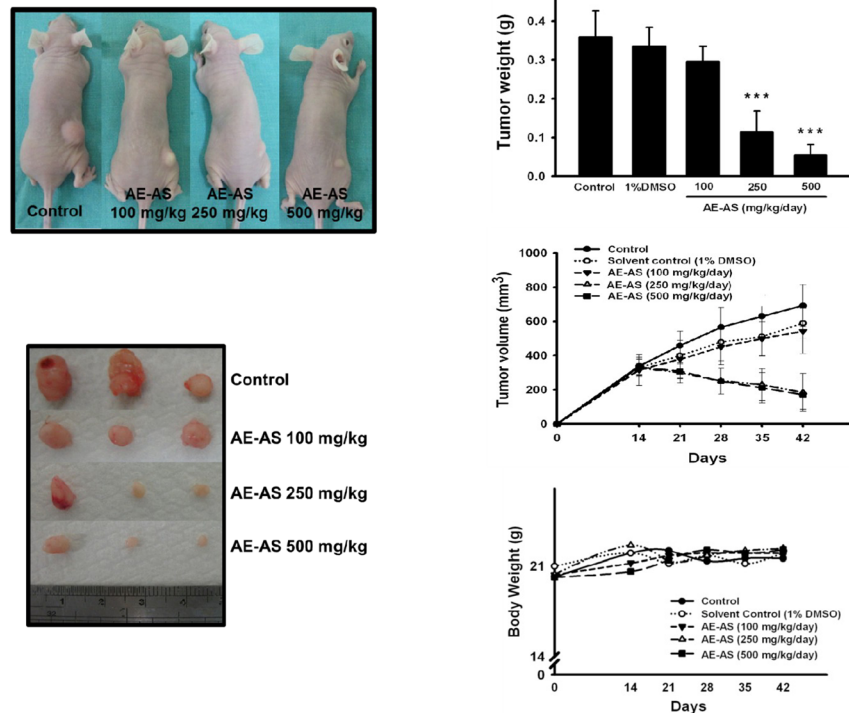 Control
AE-AS
100 mg/kg
AE-AS
250 mg/kg
AE-AS
500 mg/kg
Control
AE-AS 100 mg/kg
AE-AS 250 mg/kg
AE-AS 500 mg/kg
Tumor weight (g)
0.4
0.3
0.2
0.1
0.0
***
***
Control 1%DMSO 100 250 500
AE-AS (mg/kg/day)
Tumor volume (mm³)
1000
800
600
400
200
0
Control
Solvent control (1% DMSO)
AE-AS (100 mg/kg/day)
AE-AS (250 mg/kg/day)
AE-AS (500 mg/kg/day)
0 14 21 28 35 42
Days
Body Weight (g)
21
14
0
Control
Solvent Control (1% DMSO)
AE-AS (100 mg/kg/day)
AE-AS (250 mg/kg/day)
AE-AS (500 mg/kg/day)
0 14 21 28 35 42
Days